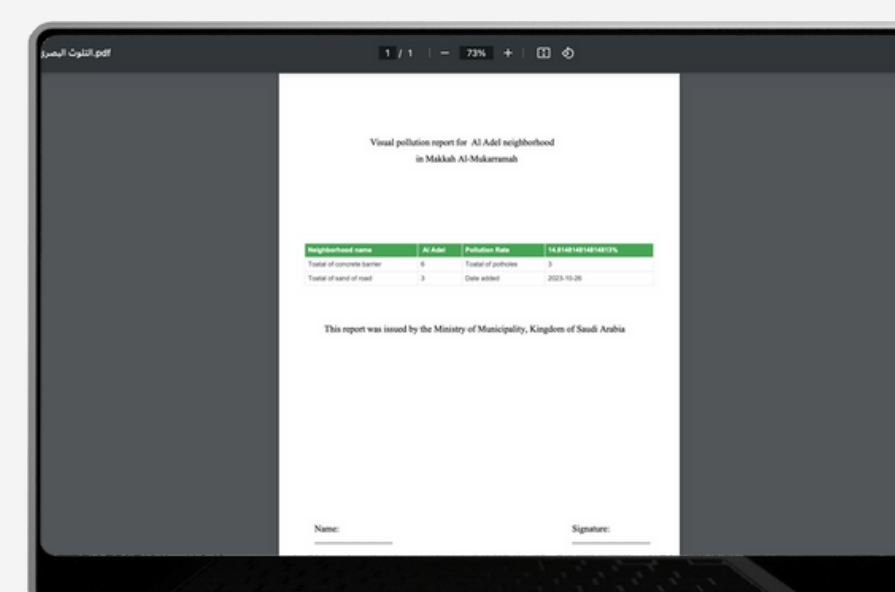 التلوث البصري.pdf
1 / 1 | − 73% + |
Visual pollution report for Al Adel neighborhood
in Makkah Al-Mukarramah
Neighborhood name Al Adel Pollution Rate 14.814814814814813%
Toatal of concrete barrier 6 Toatal of potholes 3
Toatal of sand of road 3 Date added 2023-10-26
This report was issued by the Ministry of Municipality, Kingdom of Saudi Arabia
Name: Signature: